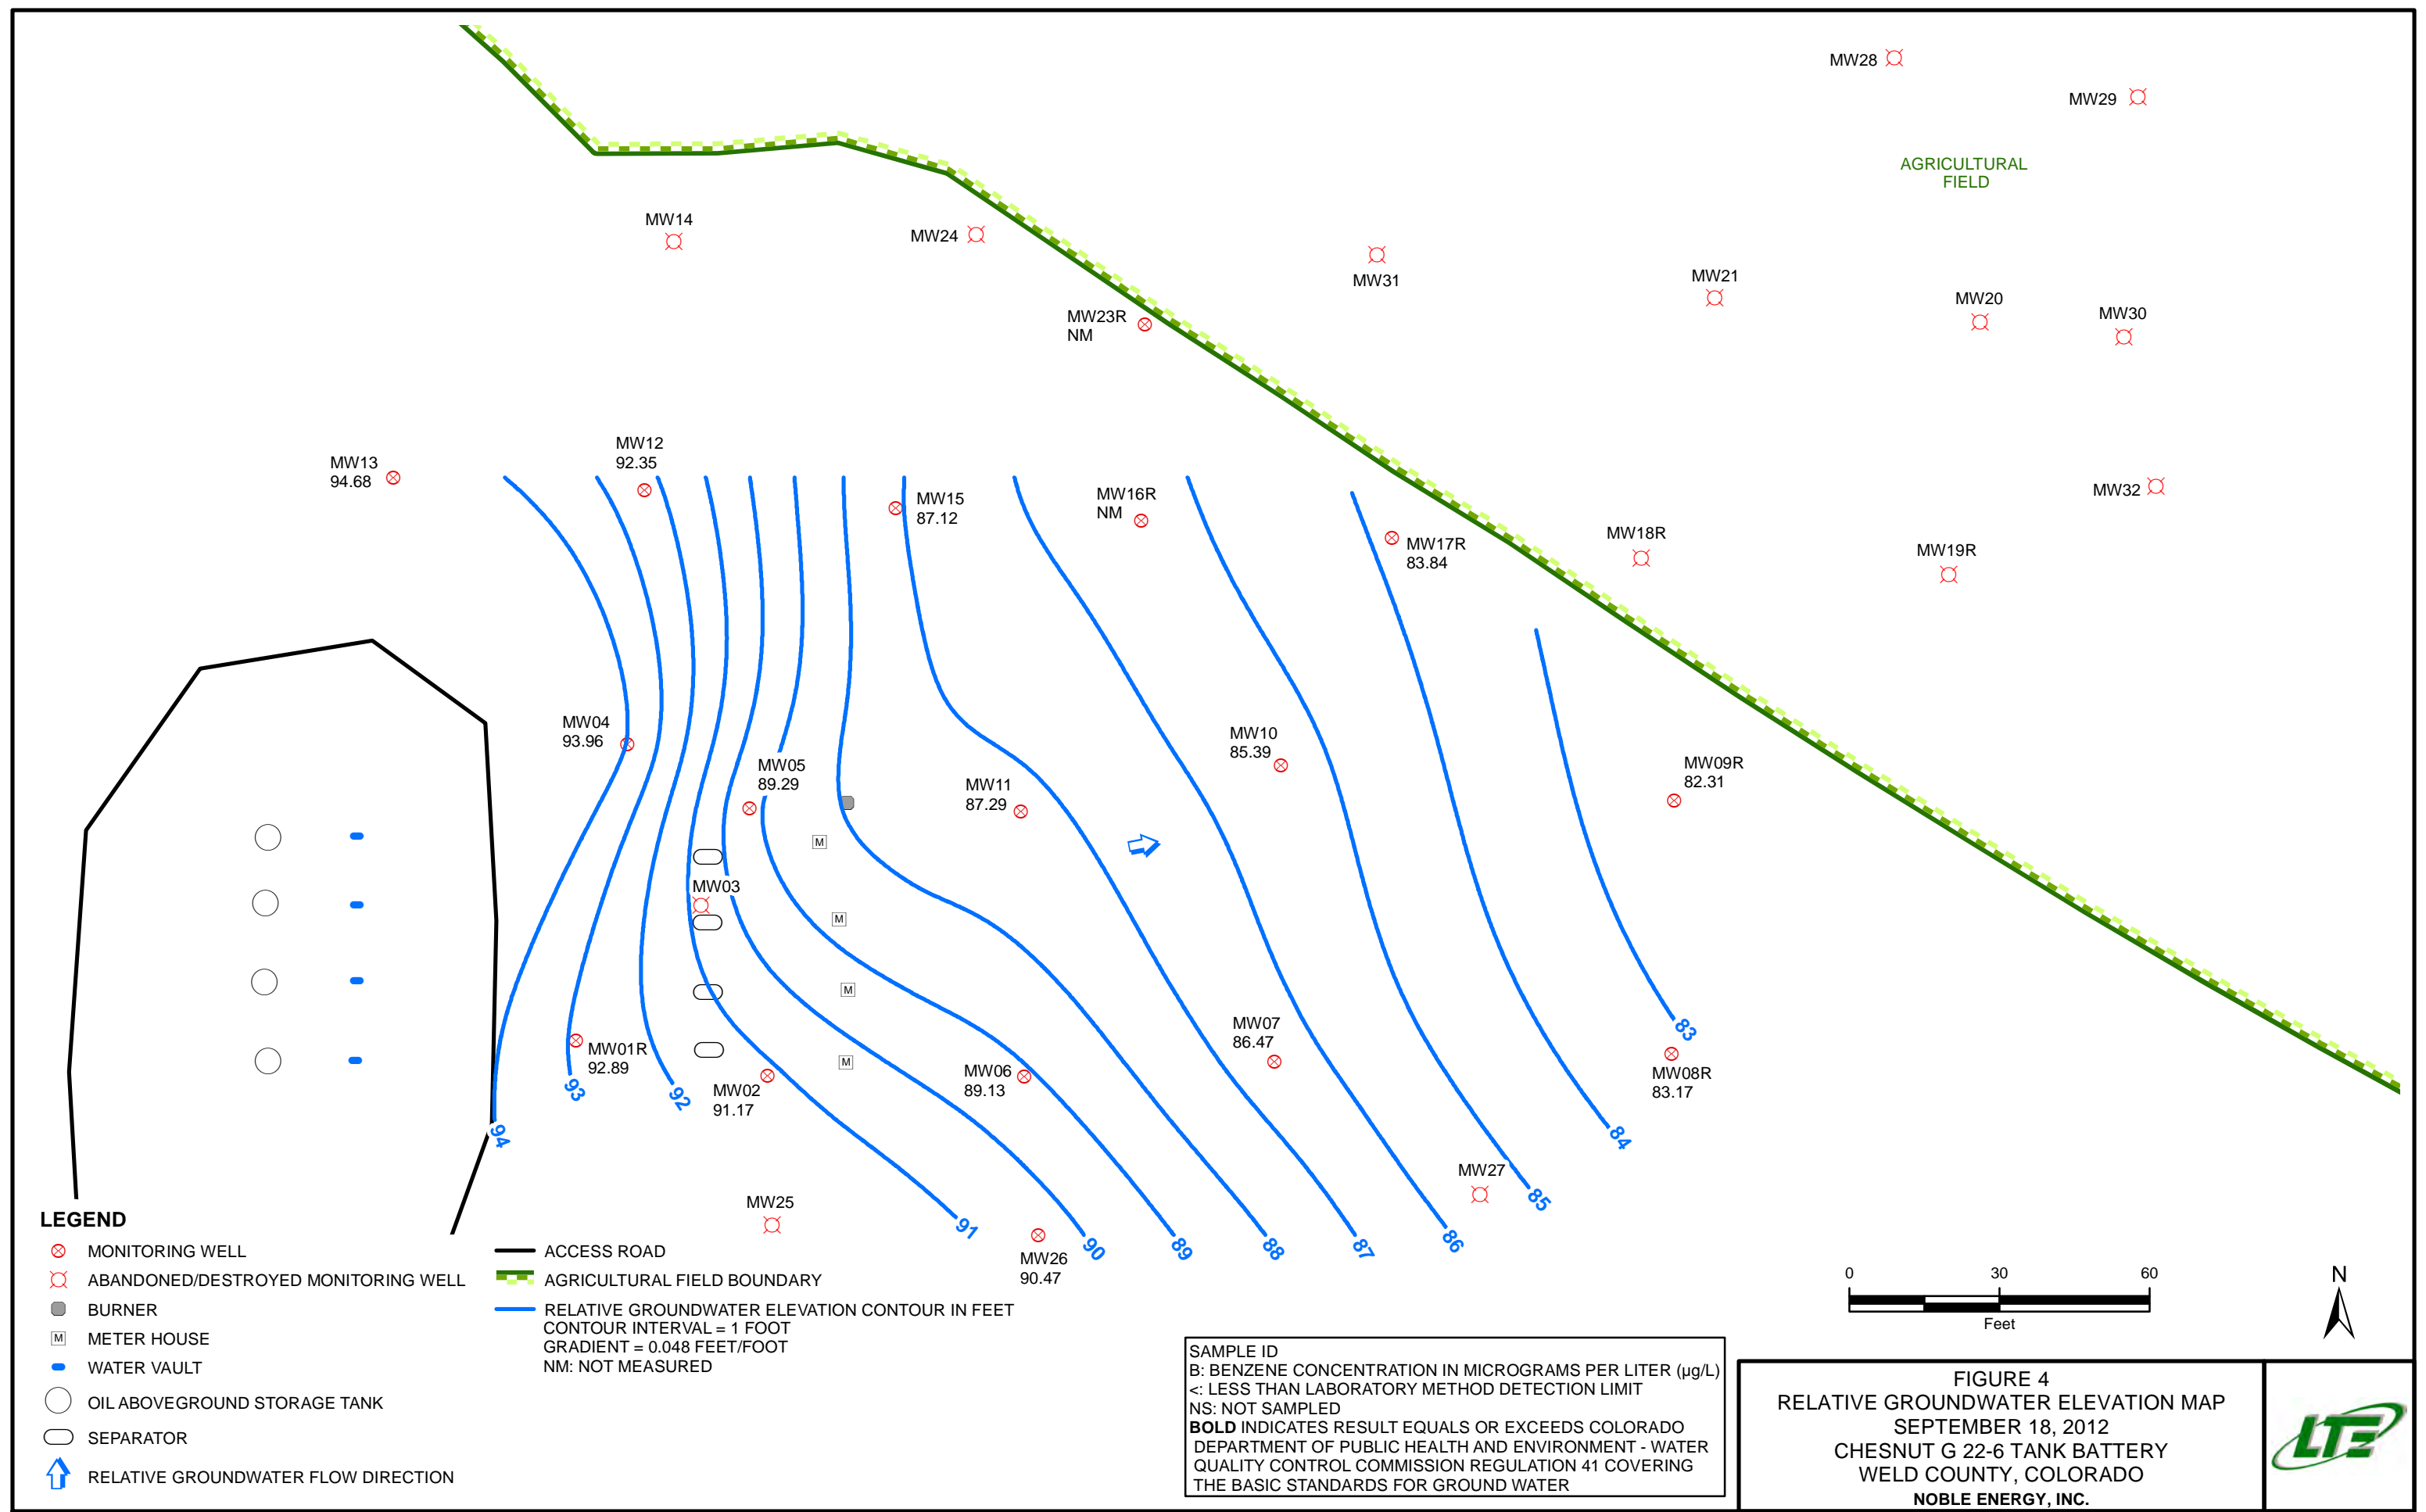 MW28
MW29
AGRICULTURAL
FIELD
MW14
MW24
MW31
MW21
MW20
MW30
MW23R
NM
MW12
92.35
MW13
94.68
MW15
87.12
MW16R
NM
MW32
MW17R
83.84
MW18R
MW19R
MW04
93.96
MW05
89.29
MW11
87.29
MW10
85.39
MW09R
82.31
M
MW03
M
M
M
MW01R
92.89
MW02
91.17
MW06
89.13
MW07
86.47
MW08R
83.17
94
93
92
91
90
89
88
87
86
85
84
83
MW27
MW25
MW26
90.47
LEGEND
MONITORING WELL
ABANDONED/DESTROYED MONITORING WELL
BURNER
M METER HOUSE
WATER VAULT
OIL ABOVEGROUND STORAGE TANK
SEPARATOR
RELATIVE GROUNDWATER FLOW DIRECTION
ACCESS ROAD
AGRICULTURAL FIELD BOUNDARY
RELATIVE GROUNDWATER ELEVATION CONTOUR IN FEET
CONTOUR INTERVAL = 1 FOOT
GRADIENT = 0.048 FEET/FOOT
NM: NOT MEASURED
0 30 60
Feet
N
SAMPLE ID
B: BENZENE CONCENTRATION IN MICROGRAMS PER LITER (µg/L)
<: LESS THAN LABORATORY METHOD DETECTION LIMIT
NS: NOT SAMPLED
BOLD INDICATES RESULT EQUALS OR EXCEEDS COLORADO
DEPARTMENT OF PUBLIC HEALTH AND ENVIRONMENT - WATER
QUALITY CONTROL COMMISSION REGULATION 41 COVERING
THE BASIC STANDARDS FOR GROUND WATER
FIGURE 4
RELATIVE GROUNDWATER ELEVATION MAP
SEPTEMBER 18, 2012
CHESNUT G 22-6 TANK BATTERY
WELD COUNTY, COLORADO
NOBLE ENERGY, INC.
LTE